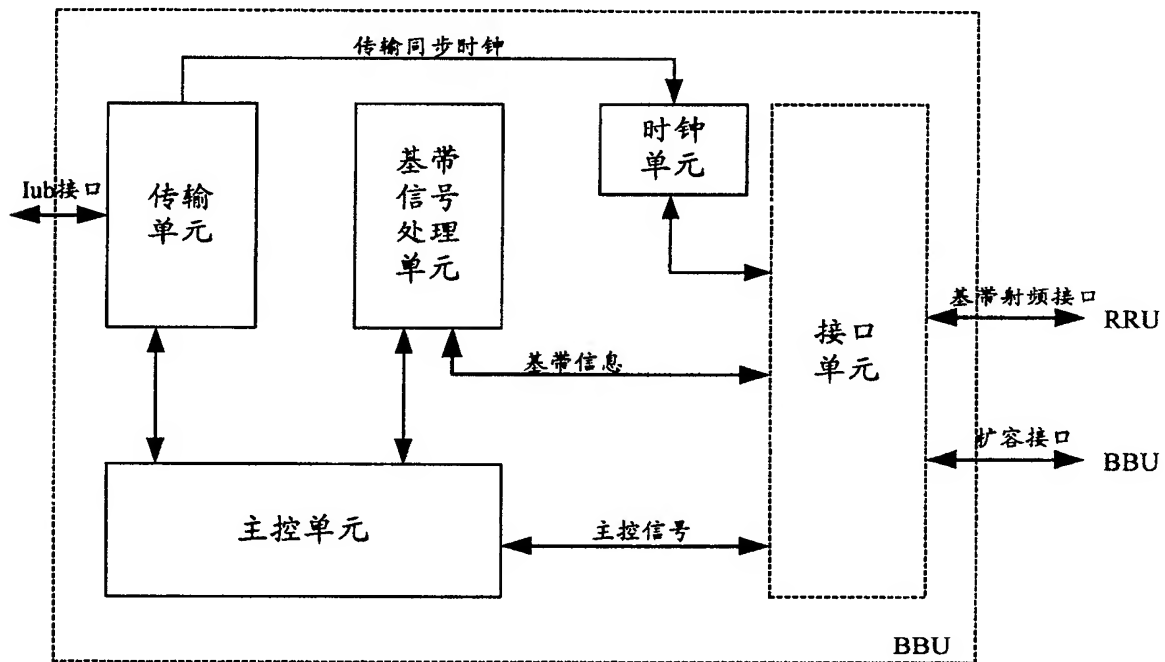 传输同步时钟
时钟
单元
基带
信号
处理
单元
Iub接口
传输
单元
基带射频接口
RRU
接口
单元
基带信息
扩容接口
BBU
主控单元
主控信号
BBU